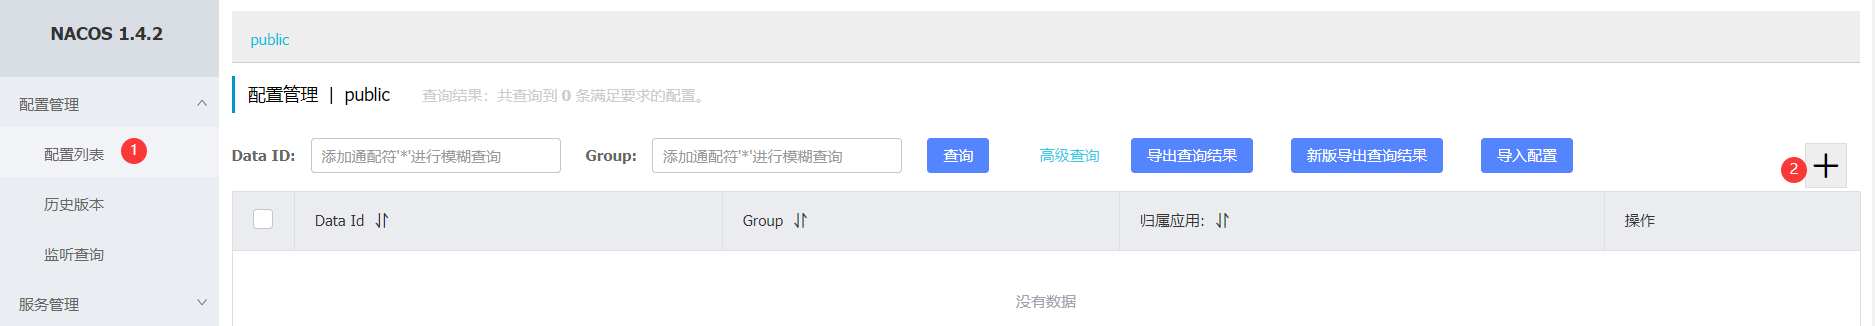 NACOS 1.4.2
配置管理
配置列表 1
历史版本
监听查询
服务管理
public
配置管理 | public 查询结果：共查询到 0 条满足要求的配置。
Data ID: 添加通配符'*'进行模糊查询 Group: 添加通配符'*'进行模糊查询 查询 高级查询 导出查询结果 新版导出查询结果 导入配置 2
Data Id Group 归属应用: 操作
没有数据